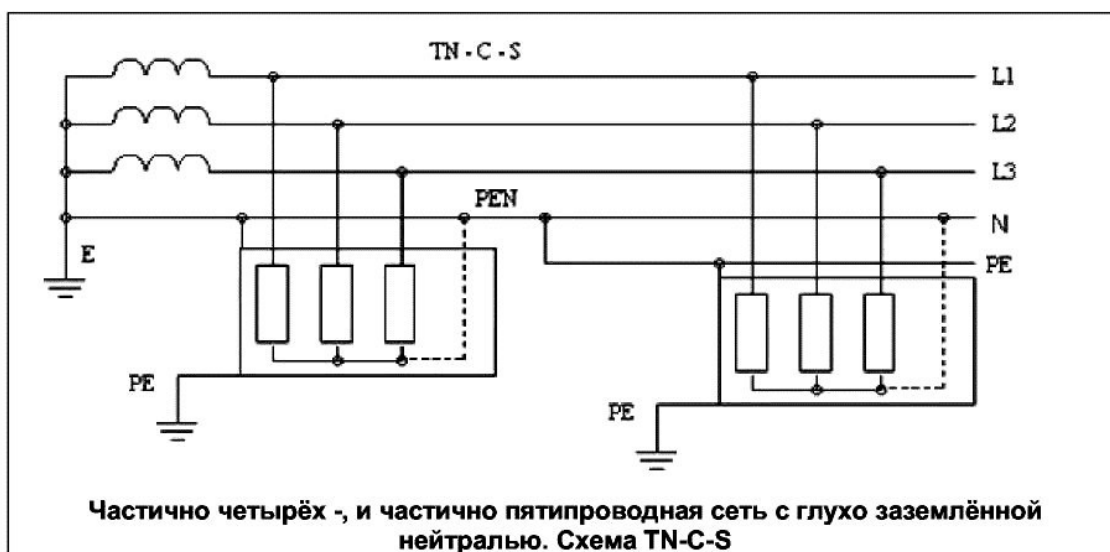 TN - C - S
L1
L2
L3
PEN
N
E
PE
PE
PE
Частично четырёх -, и частично пятипроводная сеть с глухо заземлённой
нейтралью. Схема TN-C-S